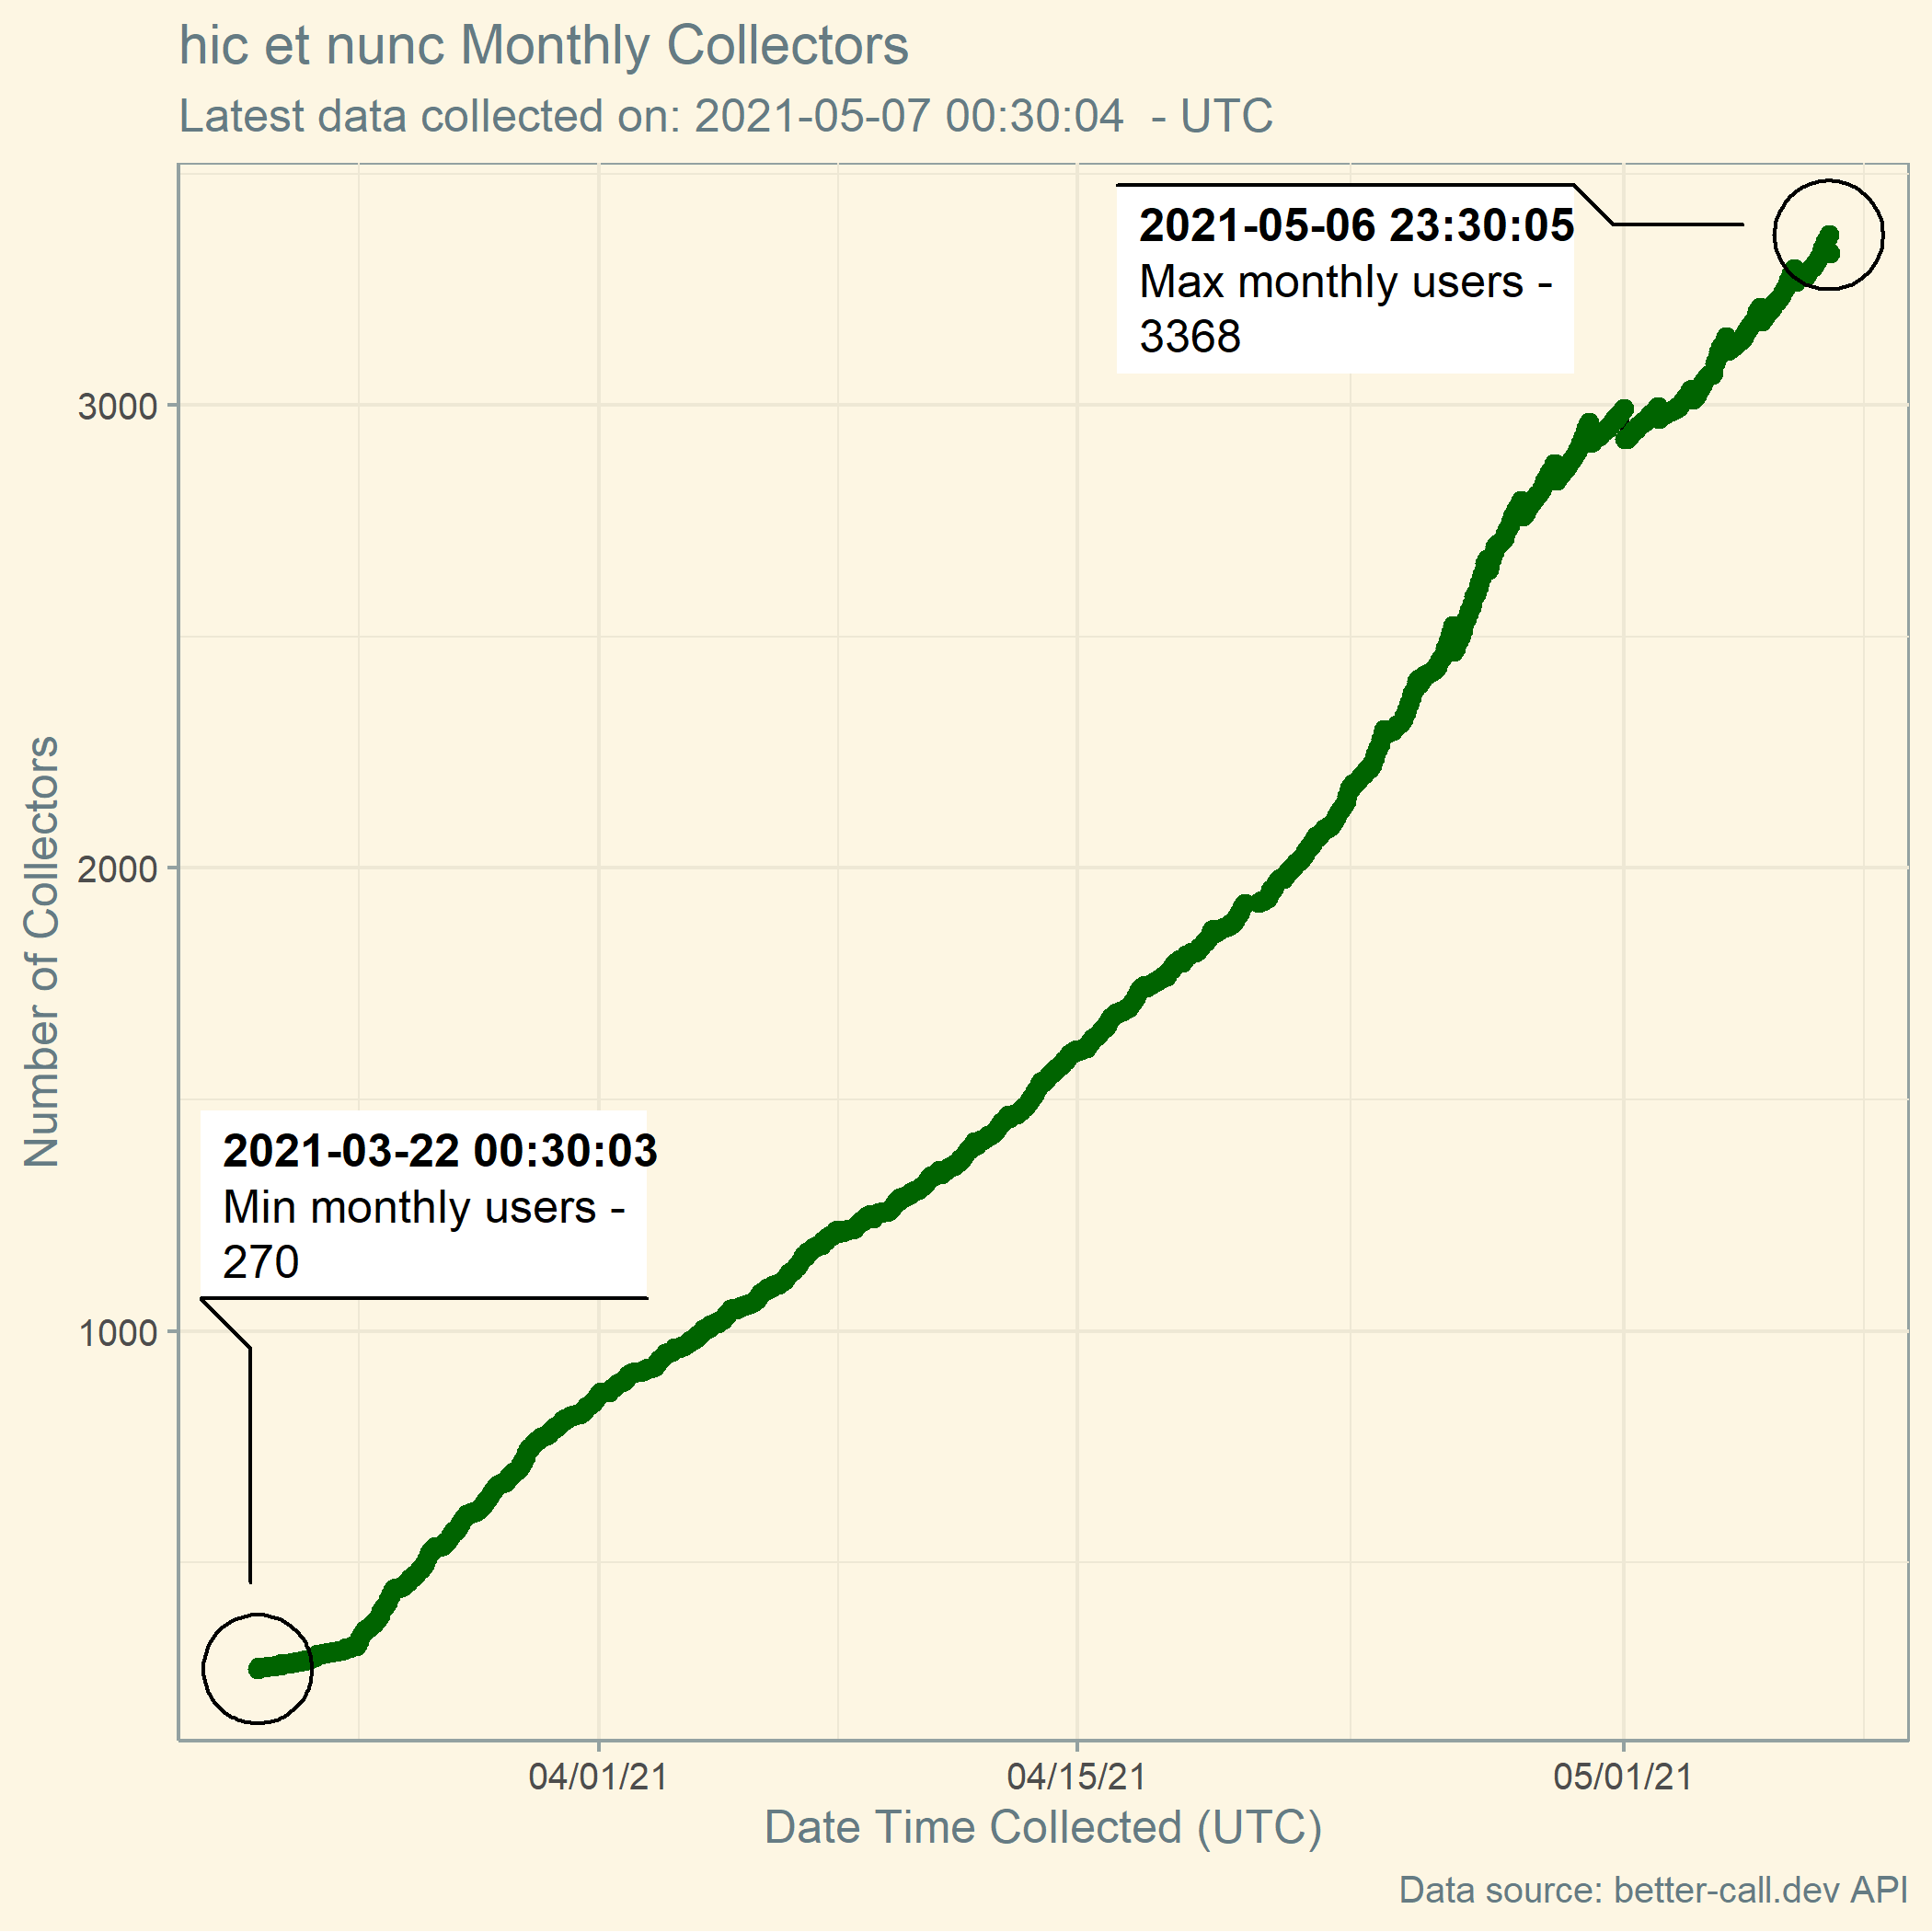 hic et nunc Monthly Collectors
Latest data collected on: 2021-05-07 00:30:04  - UTC
2021-05-06 23:30:05
Max monthly users -
3368
3000
2000
1000
Number of Collectors
2021-03-22 00:30:03
Min monthly users -
270
04/01/21
04/15/21
05/01/21
Date Time Collected (UTC)
Data source: better-call.dev API